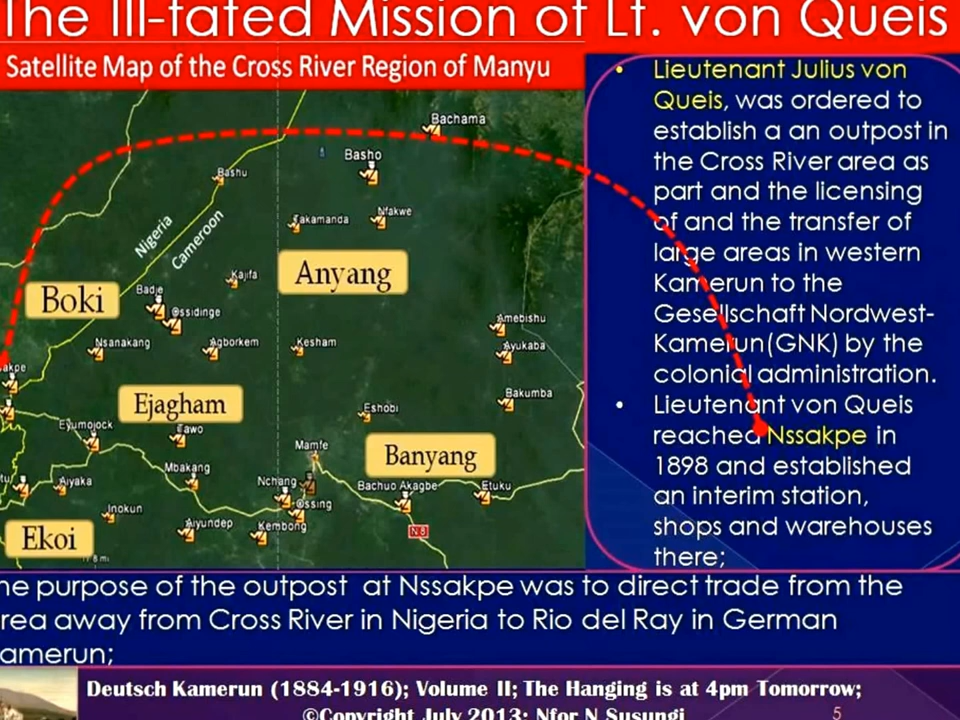 The Ill-fated Mission of Lt. von Queis
Satellite Map of the Cross River Region of Manyu
Bachama
Basho
Bashu
Nigeria
Cameroon
Takamanda
Nfakwe
Anyang
Kajifa
Boki
Badje
Ossidinge
Amebishu
Nsanakang
Agborkem
Kesham
Ayukaba
akpe
Ejagham
Bakumba
Eshobi
Eyumojock
Tawo
Mamfe
Banyang
Mbakang
Nchang
Bachuo Akagbe
Etuku
tu
Aiyaka
Ossing
Inokun
Ekoi
Aiyundep
Kembong
N6
8 mi
• Lieutenant Julius von
Queis, was ordered to
establish a an outpost in
the Cross River area as
part and the licensing
of and the transfer of
large areas in western
Kamerun to the
Gesellschaft Nordwest-
Kamerun(GNK) by the
colonial administration.
• Lieutenant von Queis
reached Nssakpe in
1898 and established
an interim station,
shops and warehouses
there;
he purpose of the outpost at Nssakpe was to direct trade from the
rea away from Cross River in Nigeria to Rio del Ray in German
amerun;
Deutsch Kamerun (1884-1916); Volume II; The Hanging is at 4pm Tomorrow;
©Copyright July 2013; Nfor N Susungi
5